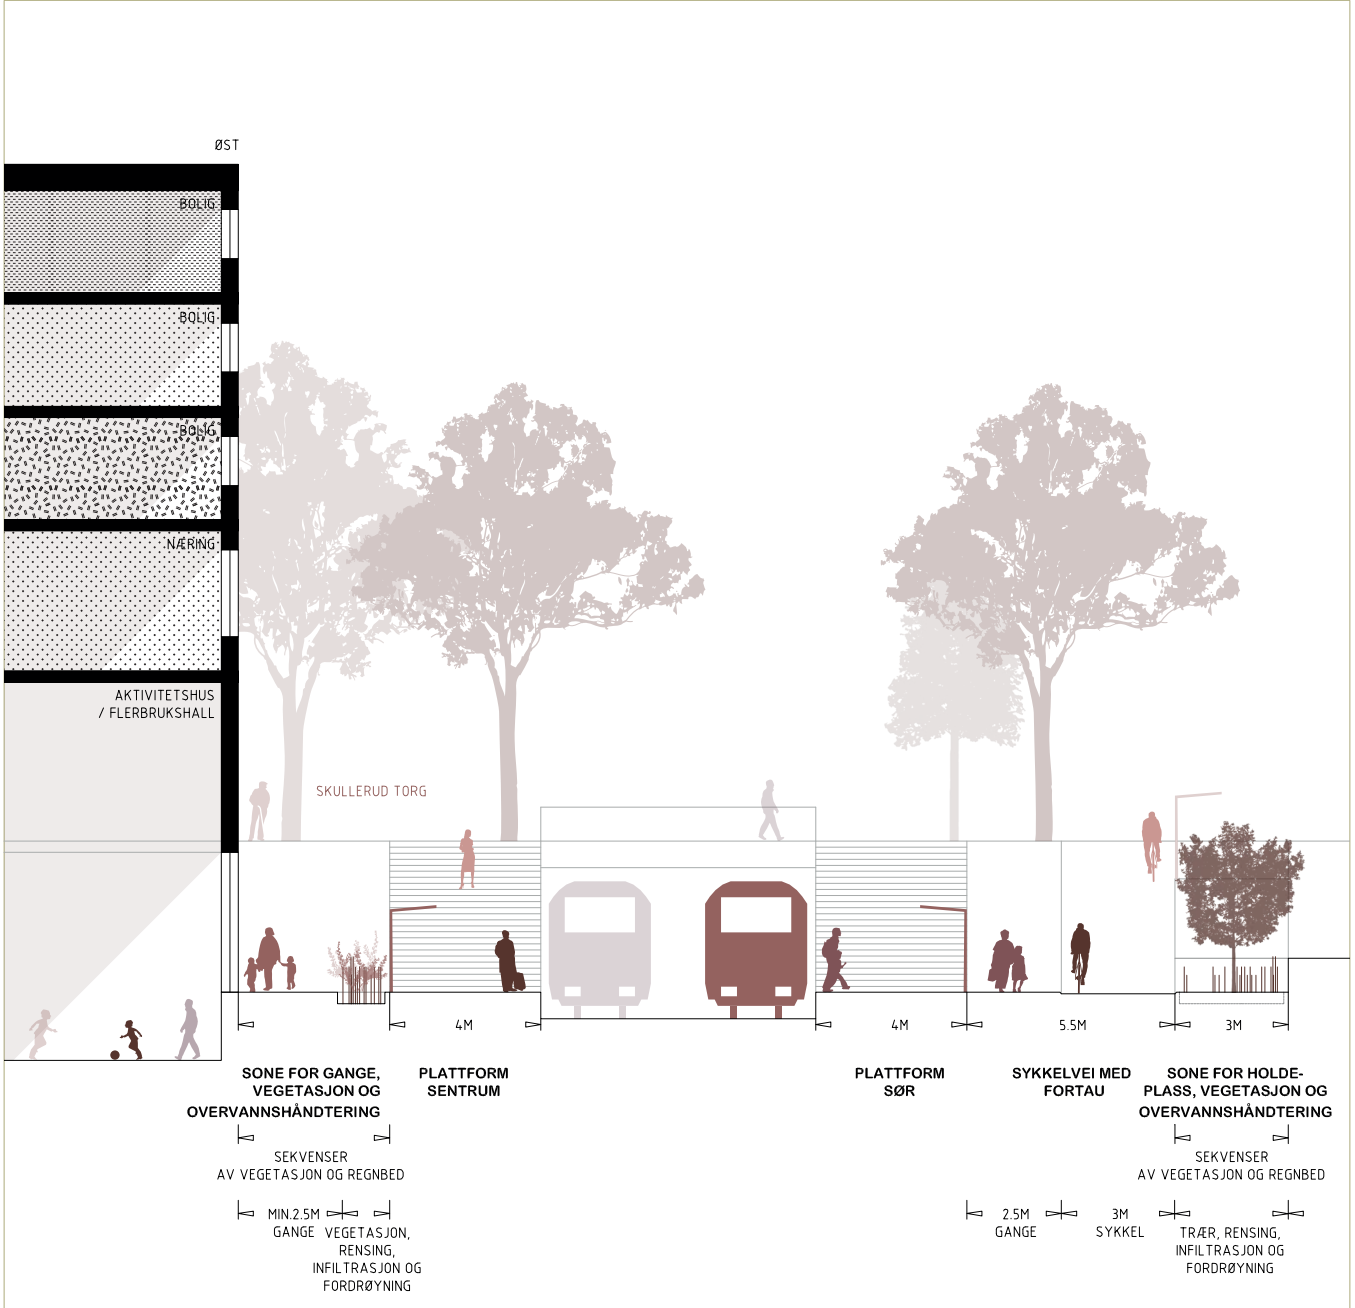 ØST
BOLIG
BOLIG
BOLIG
NÆRING
AKTIVITETSHUS
/ FLERBRUKSHALL
SKULLERUD TORG
4M
4M
5.5M
3M
SONE FOR GANGE,
VEGETASJON OG
OVERVANNSHÅNDTERING
PLATTFORM
SENTRUM
PLATTFORM
SØR
SYKKELVEI MED
FORTAU
SONE FOR HOLDE-
PLASS, VEGETASJON OG
OVERVANNSHÅNDTERING
SEKVENSER
AV VEGETASJON OG REGNBED
SEKVENSER
AV VEGETASJON OG REGNBED
MIN.2.5M
GANGE
VEGETASJON,
RENSING,
INFILTRASJON OG
FORDRØYNING
2.5M
GANGE
3M
SYKKEL
TRÆR, RENSING,
INFILTRASJON OG
FORDRØYNING